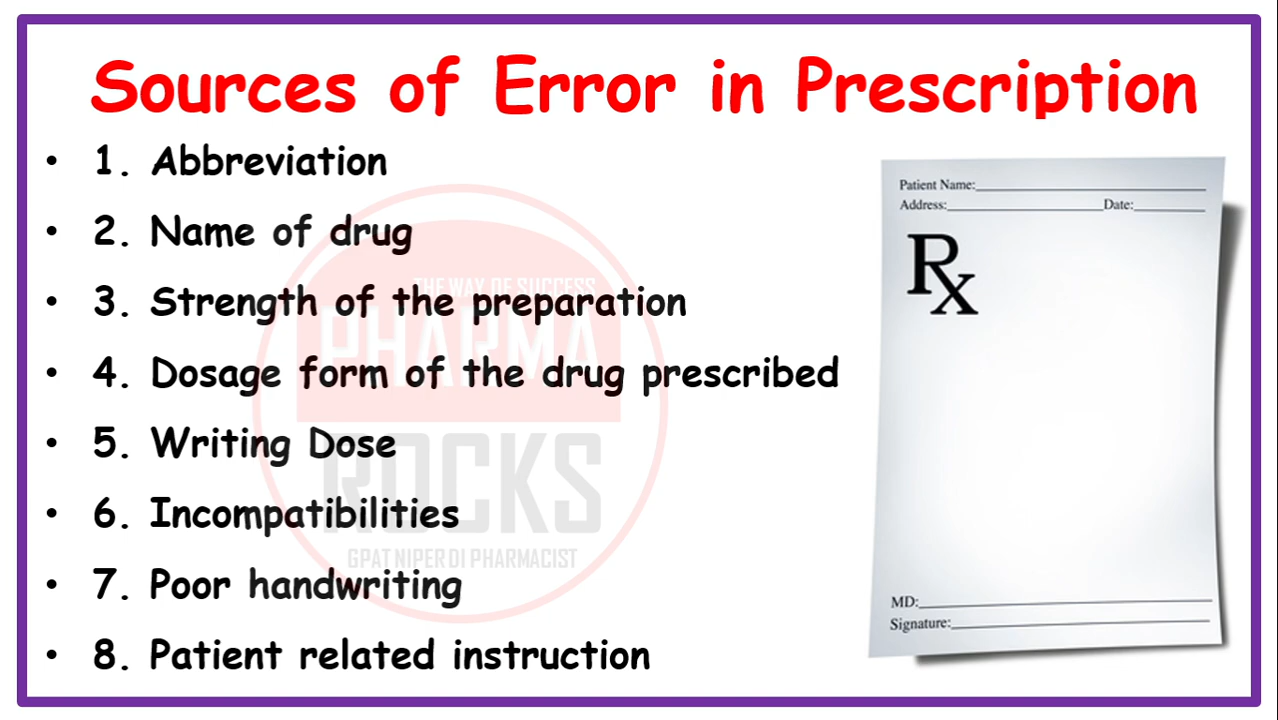 Sources of Error in Prescription
• 1. Abbreviation
• 2. Name of drug
• 3. Strength of the preparation
• 4. Dosage form of the drug prescribed
• 5. Writing Dose
• 6. Incompatibilities
• 7. Poor handwriting
• 8. Patient related instruction
THE WAY OF SUCCESS
PHARMA
ROCKS
GPAT NIPER DI PHARMACIST
Patient Name:
Address: Date:
Rx
MD:
Signature: